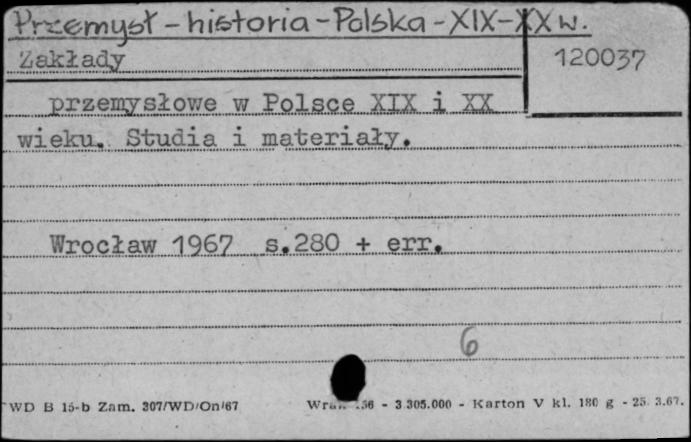 Przemysł - historia - Polska - XIX-XX w.
Zakłady
120037
przemysłowe w Polsce XIX i XX
wieku. Studia i materiały.
Wrocław 1967 s.280 + err.
6
WD B 15-b Zam. 307/WD/On/67
56 - 3.305.000 - Karton V kl. 180 g - 25. 3.67.